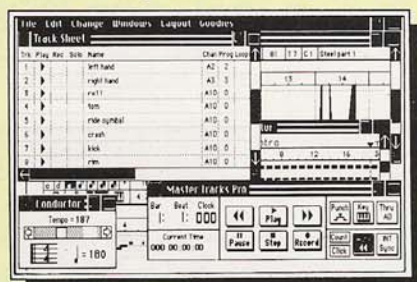 File Edit Change Windows Layout Goodies
Track Sheet
Trk Play Rec Solo Name Chan Prog Loop
1 left hand A2 2
2 right hand A3 3
3 A10 0
4 tom A10 0
5 ride cymbal A10 0
6 crash A10 0
7 kick A10 0
8 rim A10 0
81 C1 Steel part 1
13 14
8 12 16
Conductor
Tempo = 187
= 180
Master Tracks Pro
Bar Beat Clock
1: 1: 000
Current Time
000 00:00 00
Play
Pause Stop Record
Punch Key Thru
A0
Count
Click
INT
Sync